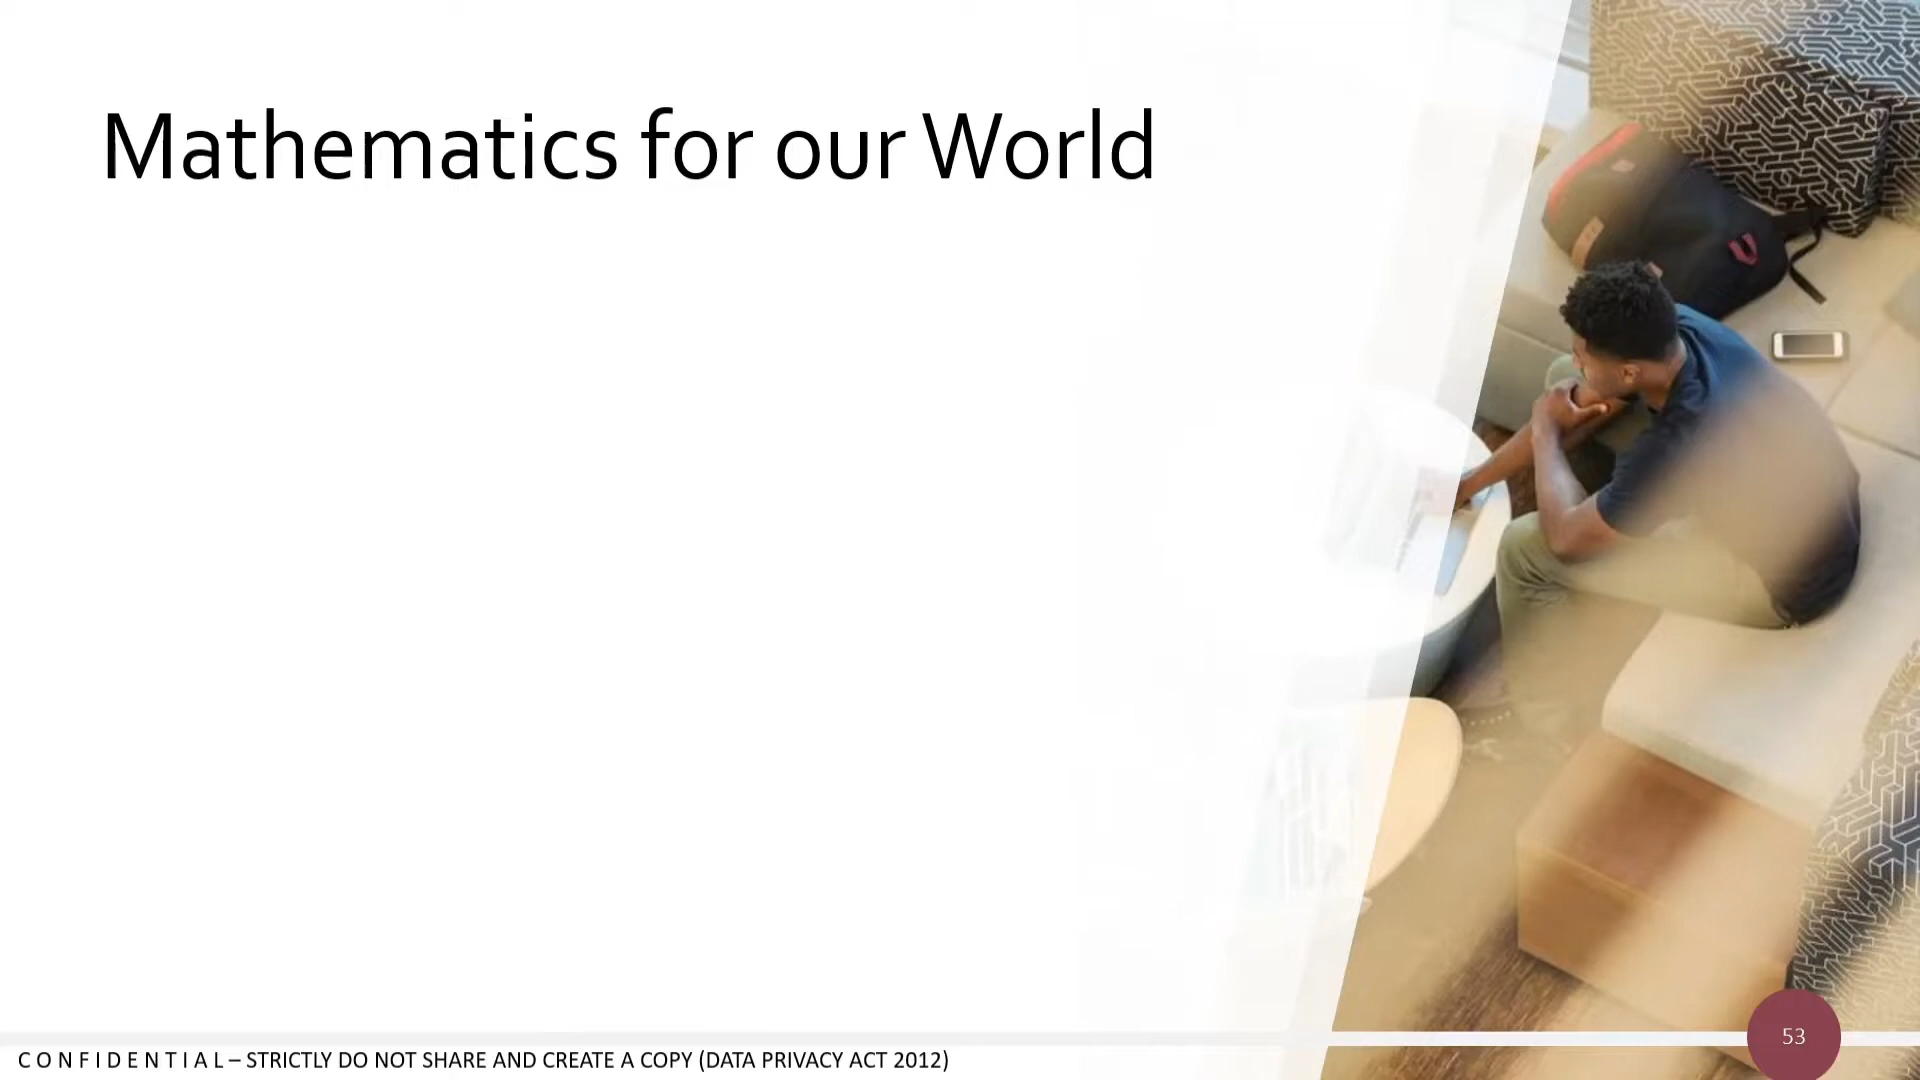 Mathematics for our World
53
C O N F I D E N T I A L – STRICTLY DO NOT SHARE AND CREATE A COPY (DATA PRIVACY ACT 2012)